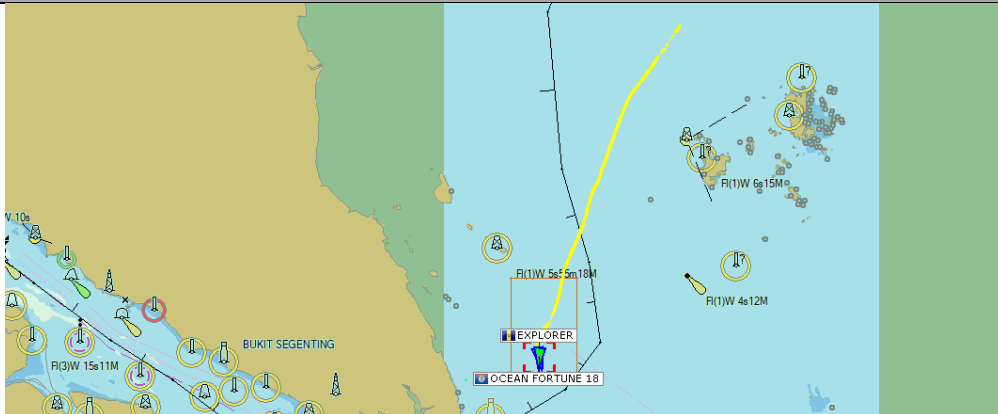 ?
Fl(1)W 6s15M
W 10s
?
Fl(1)W 5s55m18M
Fl(1)W 4s12M
EXPLORER
BUKIT SEGENTING
Fl(3)W 15s11M
OCEAN FORTUNE 18